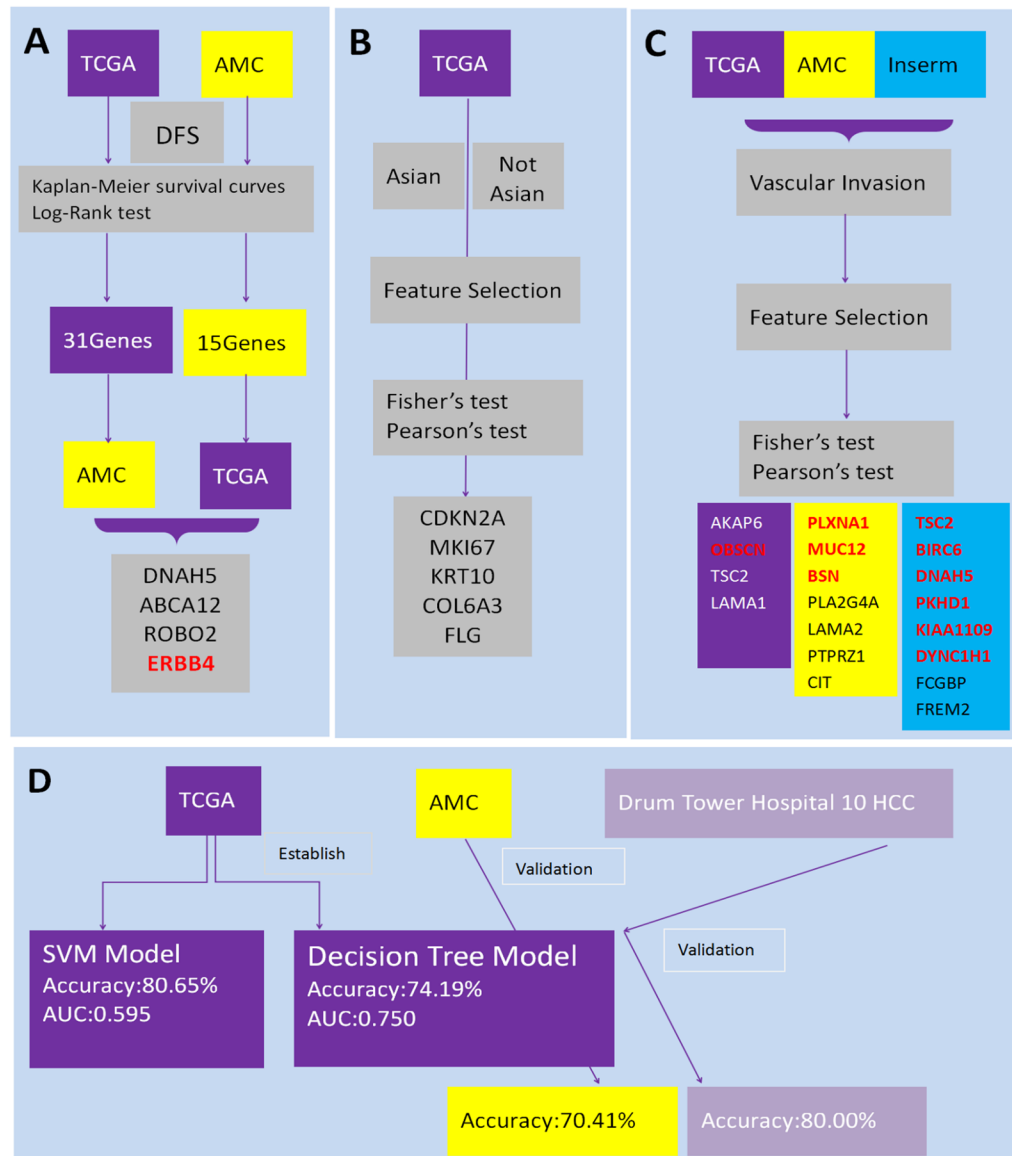 A
TCGA
AMC
DFS
Kaplan-Meier survival curves
Log-Rank test
31Genes
15Genes
AMC
TCGA
DNAH5
ABCA12
ROBO2
ERBB4
B
TCGA
Asian
Not
Asian
Feature Selection
Fisher’s test
Pearson’s test
CDKN2A
MKI67
KRT10
COL6A3
FLG
C
TCGA
AMC
Inserm
Vascular Invasion
Feature Selection
Fisher’s test
Pearson’s test
AKAP6
OBSCN
TSC2
LAMA1
PLXNA1
MUC12
BSN
PLA2G4A
LAMA2
PTPRZ1
CIT
TSC2
BIRC6
DNAH5
PKHD1
KIAA1109
DYNC1H1
FCGBP
FREM2
D
TCGA
AMC
Drum Tower Hospital 10 HCC
Establish
Validation
SVM Model
Accuracy:80.65%
AUC:0.595
Decision Tree Model
Accuracy:74.19%
AUC:0.750
Validation
Accuracy:70.41%
Accuracy:80.00%